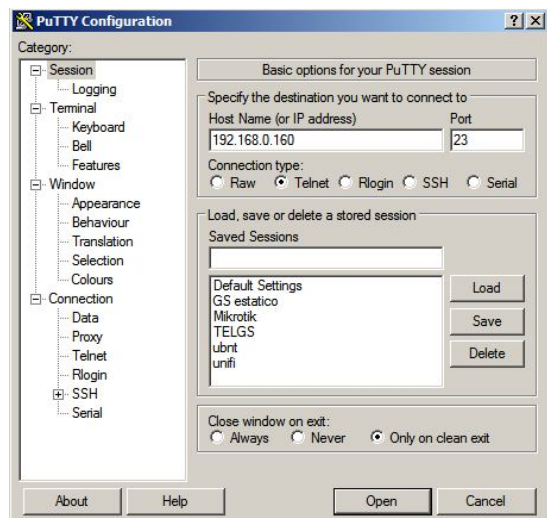 PuTTY Configuration
Category:
Session
Logging
Terminal
Keyboard
Bell
Features
Window
Appearance
Behaviour
Translation
Selection
Colours
Connection
Data
Proxy
Telnet
Rlogin
SSH
Serial
Basic options for your PuTTY session
Specify the destination you want to connect to
Host Name (or IP address) Port
192.168.0.160 23
Connection type:
Raw Telnet Rlogin SSH Serial
Load, save or delete a stored session
Saved Sessions
Default Settings
GS estatico
Mikrotik
TELGS
ubnt
unifi
Load
Save
Delete
Close window on exit:
Always Never Only on clean exit
About Help Open Cancel